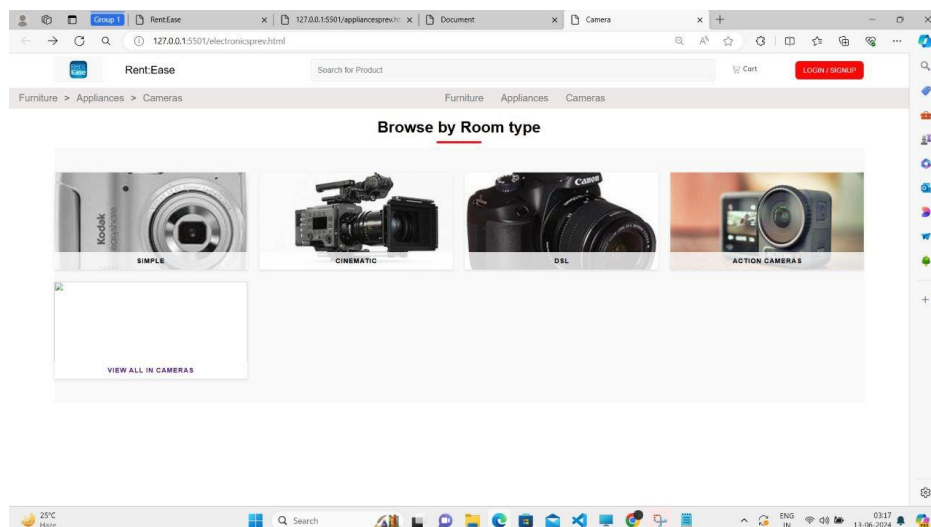 Group 1
Rent:Ease
127.0.0.1:5501/appliancesprev.ht
Document
Camera
127.0.0.1:5501/electronicsprev.html
Rent Ease
Rent:Ease
Search for Product
Cart
LOGIN / SIGNUP
Furniture > Appliances > Cameras
Furniture Appliances Cameras
Browse by Room type
Kodak
Canon
SIMPLE
CINEMATIC
DSL
ACTION CAMERAS
VIEW ALL IN CAMERAS
25°C
Haze
Search
ENG
IN
03:17
13-06-2024